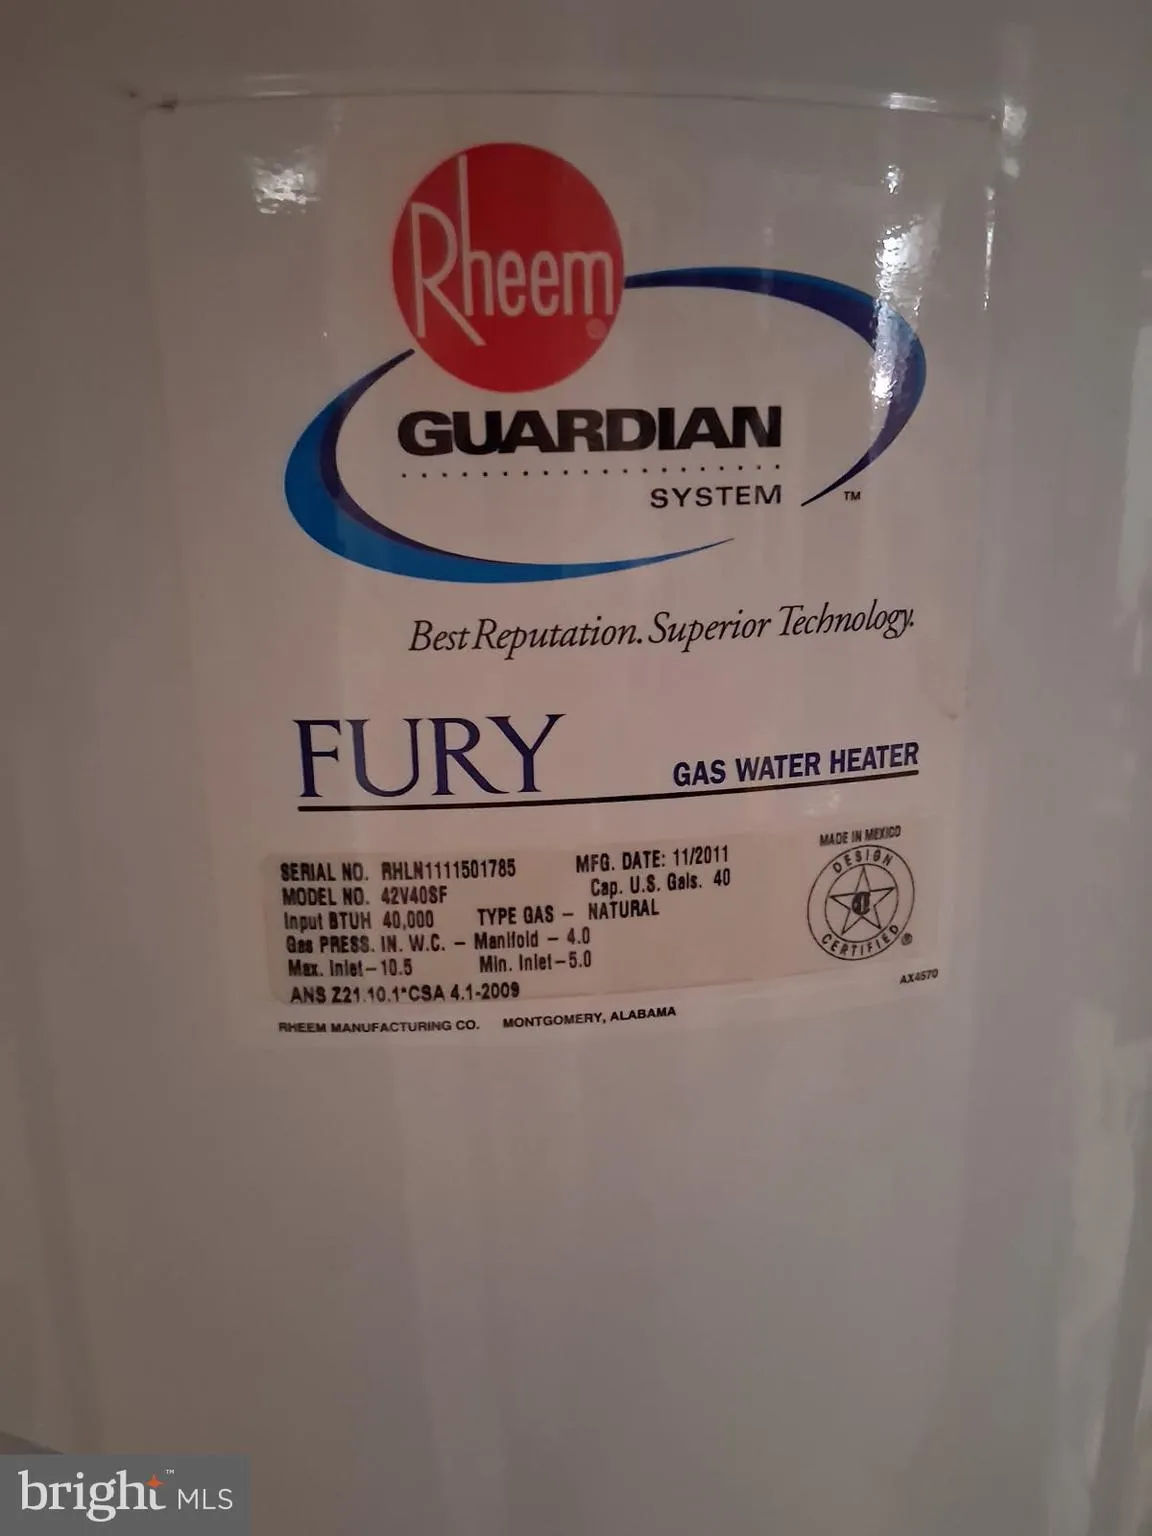 Rheem®
GUARDIAN
SYSTEM ™
Best Reputation. Superior Technology.
FURY GAS WATER HEATER
SERIAL NO. RHLN1111501785 MFG. DATE: 11/2011
MODEL NO. 42V40SF Cap. U.S. Gals. 40
Input BTUH 40,000 TYPE GAS – NATURAL
Gas PRESS. IN. W.C. – Manifold – 4.0
Max. Inlet – 10.5 Min. Inlet – 5.0
ANS Z21.10.1*CSA 4.1-2009
MADE IN MEXICO
DESIGN
CERTIFIED ®
AX4570
RHEEM MANUFACTURING CO. MONTGOMERY, ALABAMA
bright™ MLS